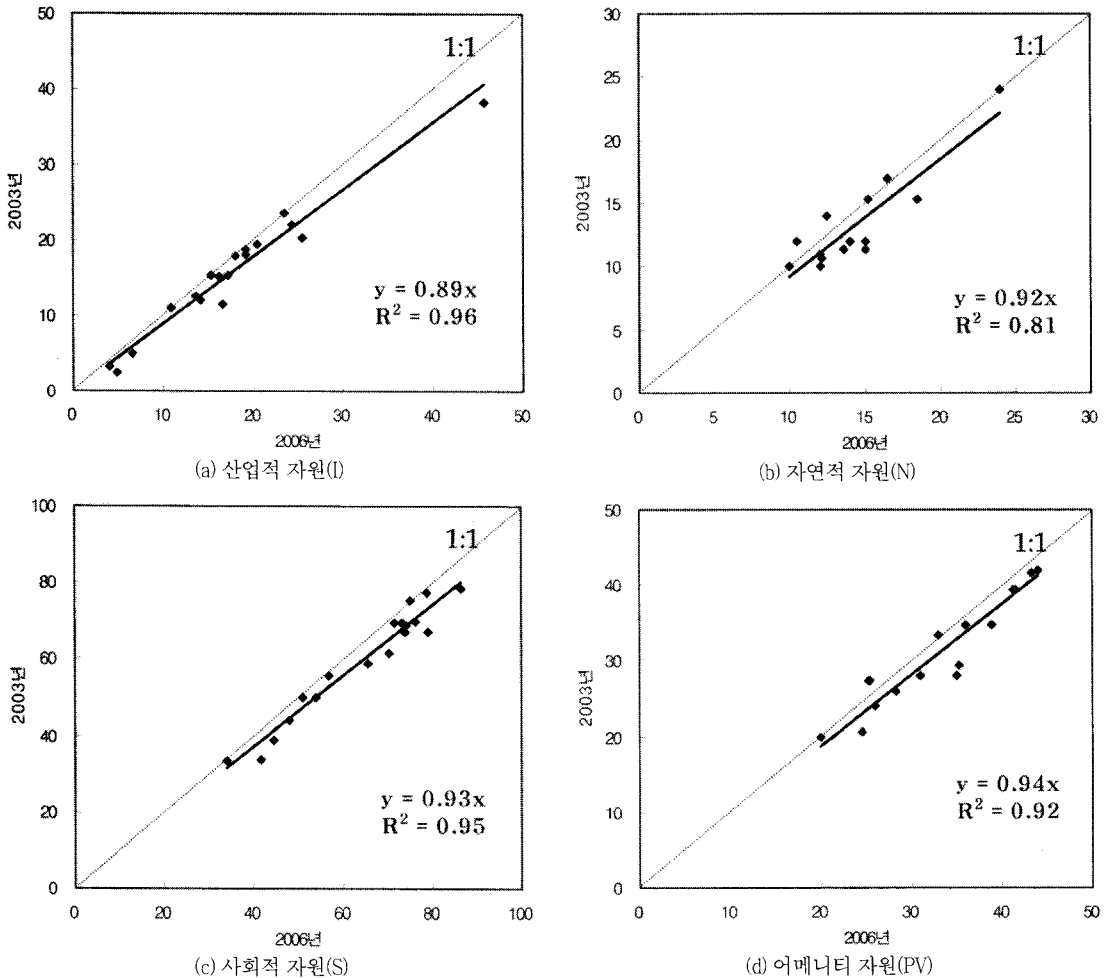 50
40
30
20
10
0
0 10 20 30 40 50
2003년
2006년
1:1
y = 0.89x
R² = 0.96
(a) 산업적 자원(I)
30
25
20
15
10
5
0
0 5 10 15 20 25 30
2003년
2006년
1:1
y = 0.92x
R² = 0.81
(b) 자연적 자원(N)
100
80
60
40
20
0
0 20 40 60 80 100
2003년
2006년
1:1
y = 0.93x
R² = 0.95
(c) 사회적 자원(S)
50
40
30
20
10
0
0 10 20 30 40 50
2003년
2006년
1:1
y = 0.94x
R² = 0.92
(d) 어메니티 자원(PV)